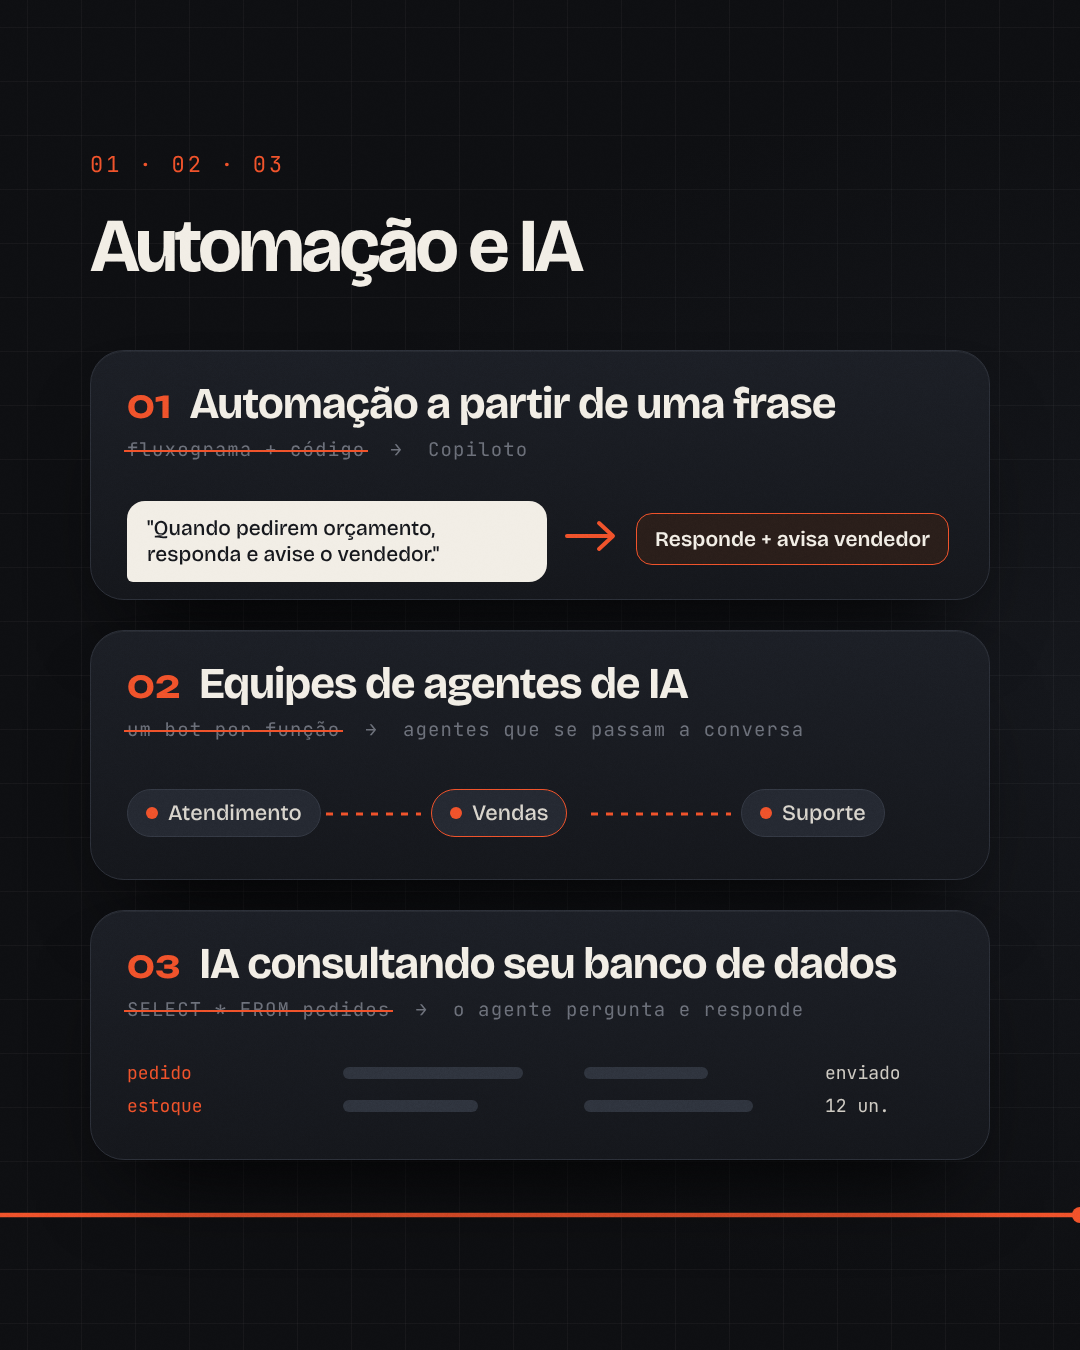 01 · 02 · 03
Automação e IA
01 Automação a partir de uma frase
fluxograma + código → Copiloto
"Quando pedirem orçamento,
responda e avise o vendedor."
Responde + avisa vendedor
02 Equipes de agentes de IA
um bot por função → agentes que se passam a conversa
Atendimento
Vendas
Suporte
03 IA consultando seu banco de dados
SELECT * FROM pedidos → o agente pergunta e responde
pedido enviado
estoque 12 un.